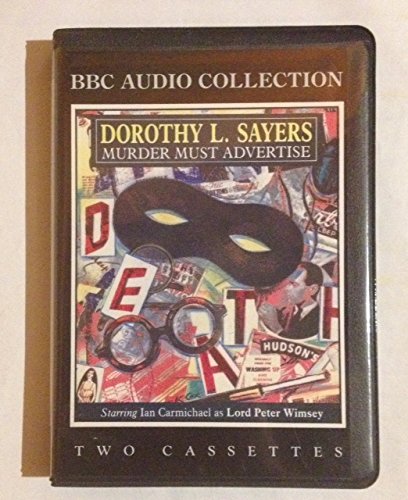 BBC AUDIO COLLECTION
DOROTHY L. SAYERS
MURDER MUST ADVERTISE
D
E
A
T
H
HUDSON'S
WASHING UP
Starring Ian Carmichael as Lord Peter Wimsey
TWO CASSETTES